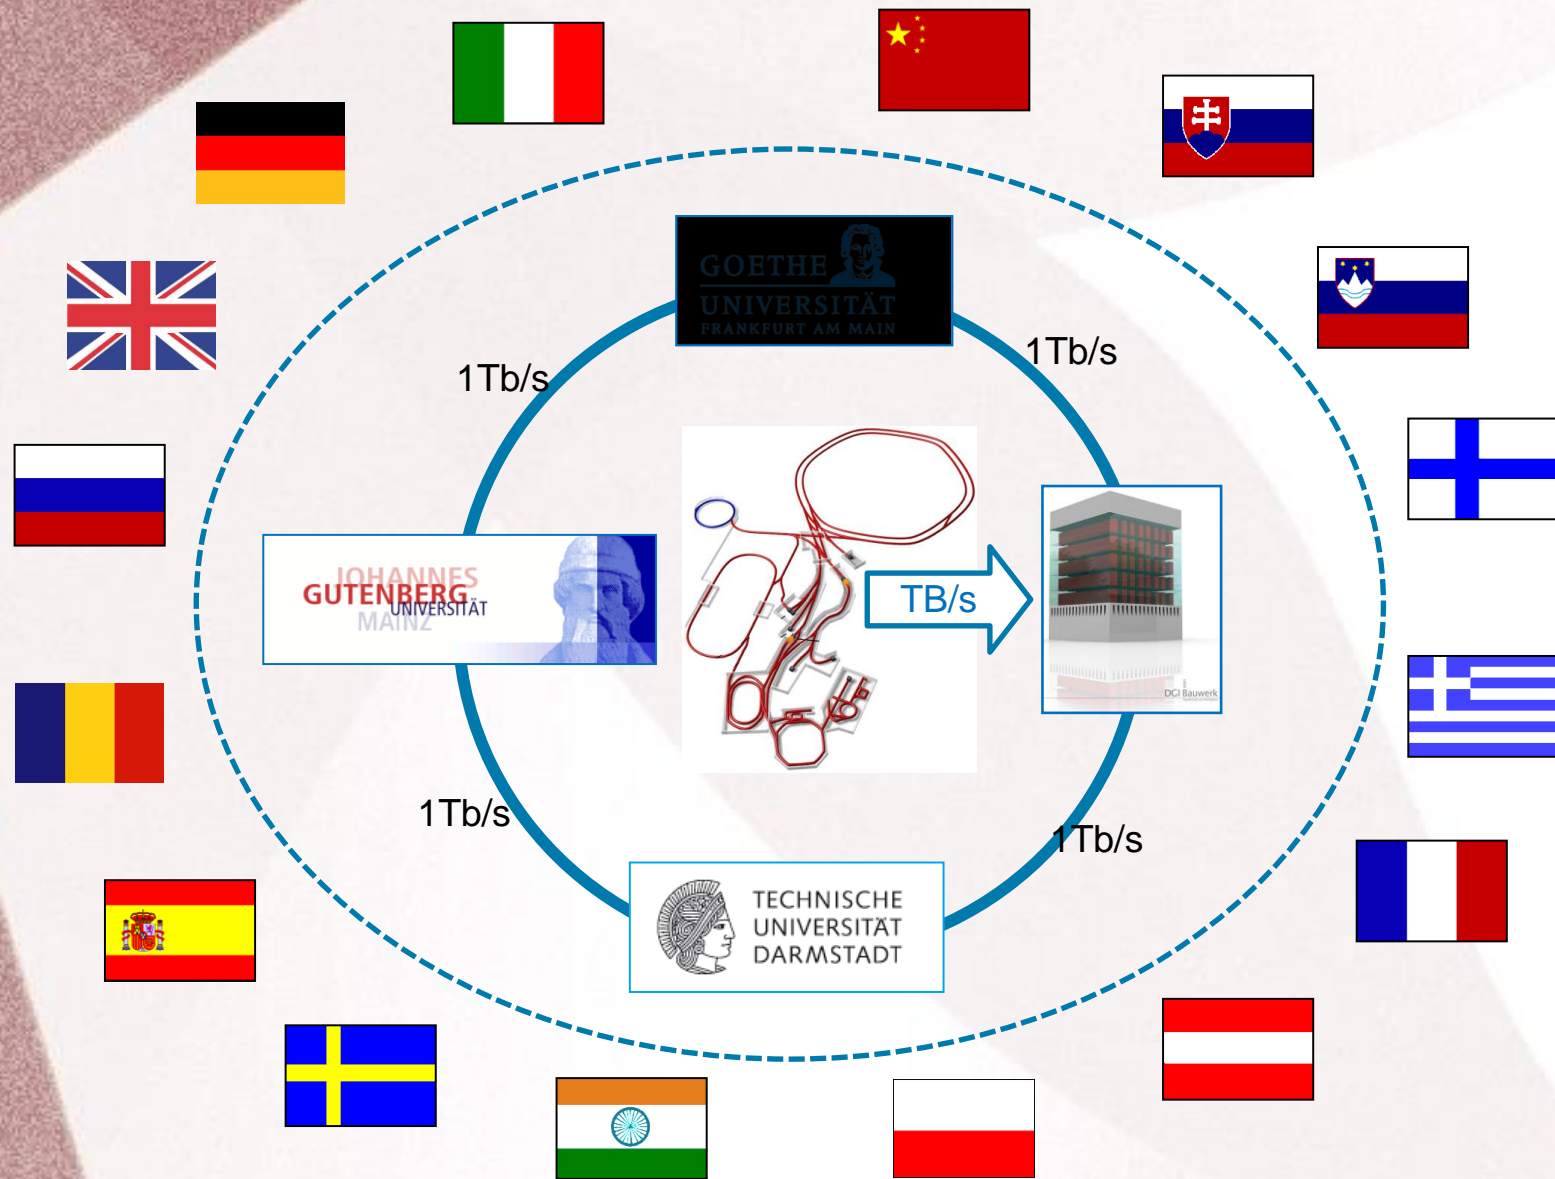 GOETHE
UNIVERSITÄT
FRANKFURT AM MAIN
1Tb/s
1Tb/s
JOHANNES
GUTENBERG
UNIVERSITÄT
MAINZ
TB/s
DGI Bauwerk
1Tb/s
1Tb/s
TECHNISCHE
UNIVERSITÄT
DARMSTADT